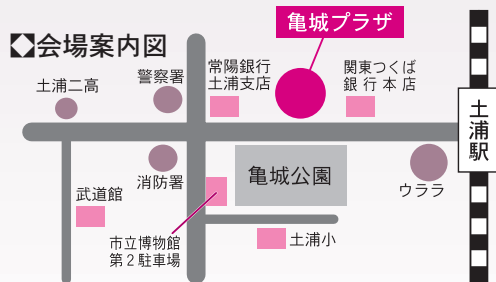 会場案内図
亀城プラザ
土浦二高
警察署
常陽銀行
土浦支店
関東つくば
銀行本店
土浦駅
消防署
亀城公園
ウララ
武道館
市立博物館
第2駐車場
土浦小